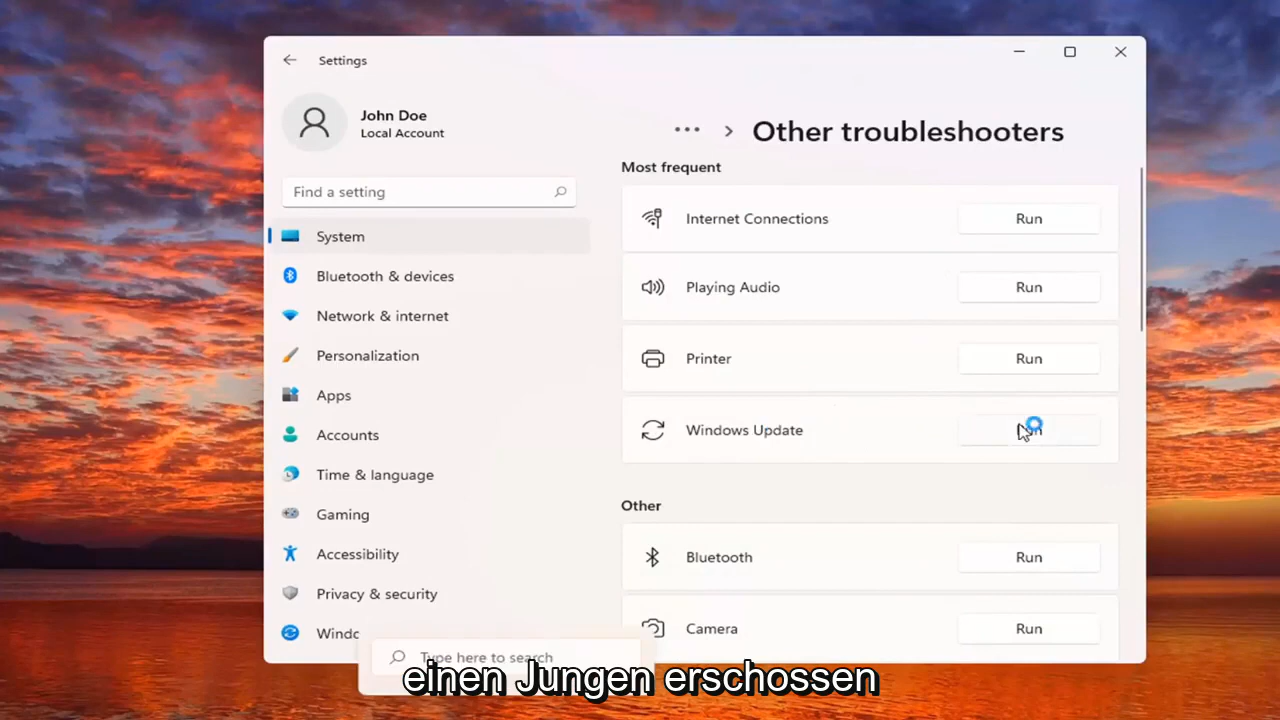 Settings
John Doe
Local Account
Find a setting
System
Bluetooth & devices
Network & internet
Personalization
Apps
Accounts
Time & language
Gaming
Accessibility
Privacy & security
Other troubleshooters
Most frequent
Internet Connections Run
Playing Audio Run
Printer Run
Windows Update
Other
Bluetooth Run
Camera Run
Type here to search
einen Jungen erschossen